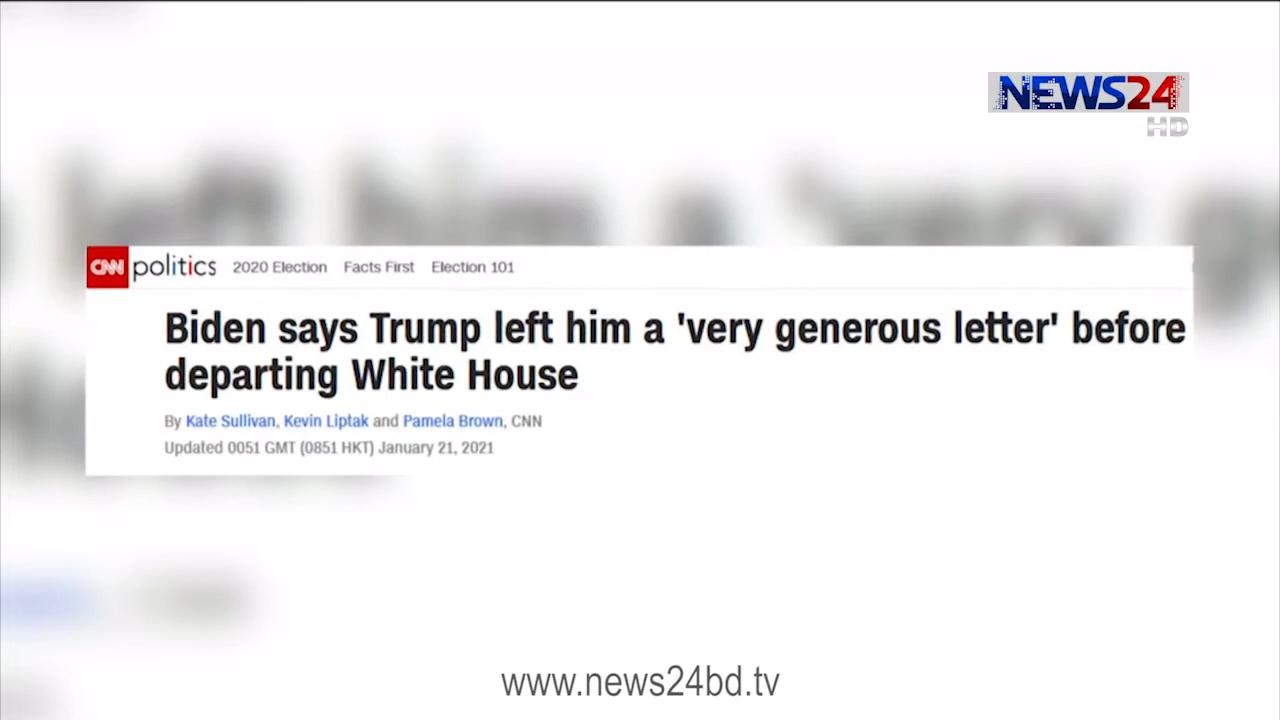 NEWS24
HD
CNN politics 2020 Election Facts First Election 101
Biden says Trump left him a 'very generous letter' before
departing White House
By Kate Sullivan, Kevin Liptak and Pamela Brown, CNN
Updated 0051 GMT (0851 HKT) January 21, 2021
www.news24bd.tv